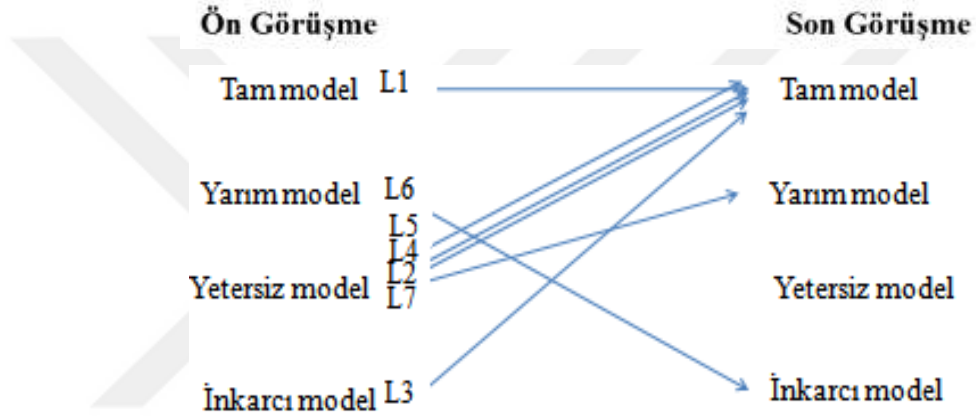 Ön Görüşme Son Görüşme
Tam model L1 Tam model
Yarım model L6 Yarım model
L5
L4
L2
Yetersiz model L7 Yetersiz model
İnkarcı model L3 İnkarcı model